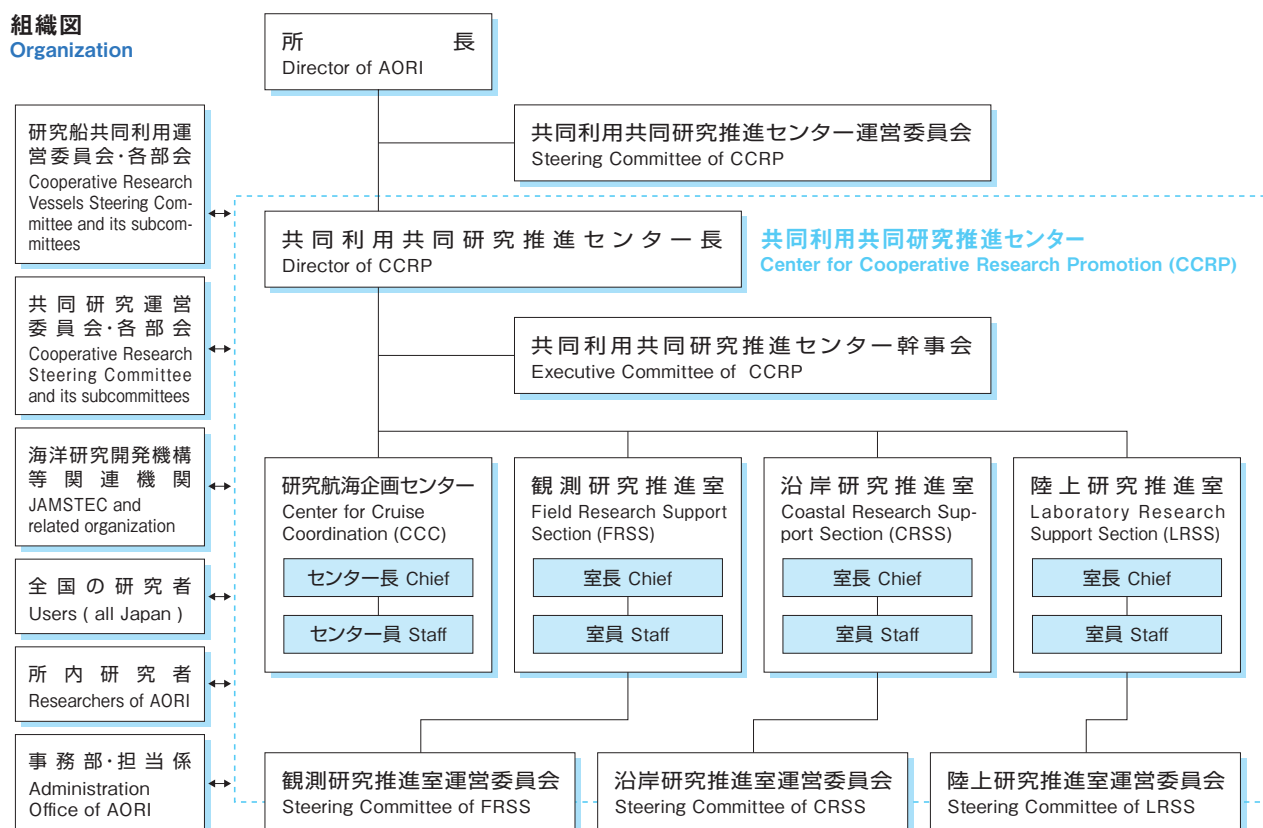 組織図
Organization
所長
Director of AORI
共同利用共同研究推進センター運営委員会
Steering Committee of CCRP
研究船共同利用運
営委員会・各部会
Cooperative Research
Vessels Steering Com-
mittee and its subcom-
mittees
共同利用共同研究推進センター長
Director of CCRP
共同利用共同研究推進センター
Center for Cooperative Research Promotion (CCRP)
共同研究運営
委員会・各部会
Cooperative Research
Steering Committee
and its subcommittees
共同利用共同研究推進センター幹事会
Executive Committee of CCRP
海洋研究開発機構
等関連機関
JAMSTEC and
related organization
全国の研究者
Users ( all Japan )
所内研究者
Researchers of AORI
事務部・担当係
Administration
Office of AORI
研究航海企画センター
Center for Cruise
Coordination (CCC)
センター長 Chief
センター員 Staff
観測研究推進室
Field Research Support
Section (FRSS)
室長 Chief
室員 Staff
沿岸研究推進室
Coastal Research Sup-
port Section (CRSS)
室長 Chief
室員 Staff
陸上研究推進室
Laboratory Research
Support Section (LRSS)
室長 Chief
室員 Staff
観測研究推進室運営委員会
Steering Committee of FRSS
沿岸研究推進室運営委員会
Steering Committee of CRSS
陸上研究推進室運営委員会
Steering Committee of LRSS